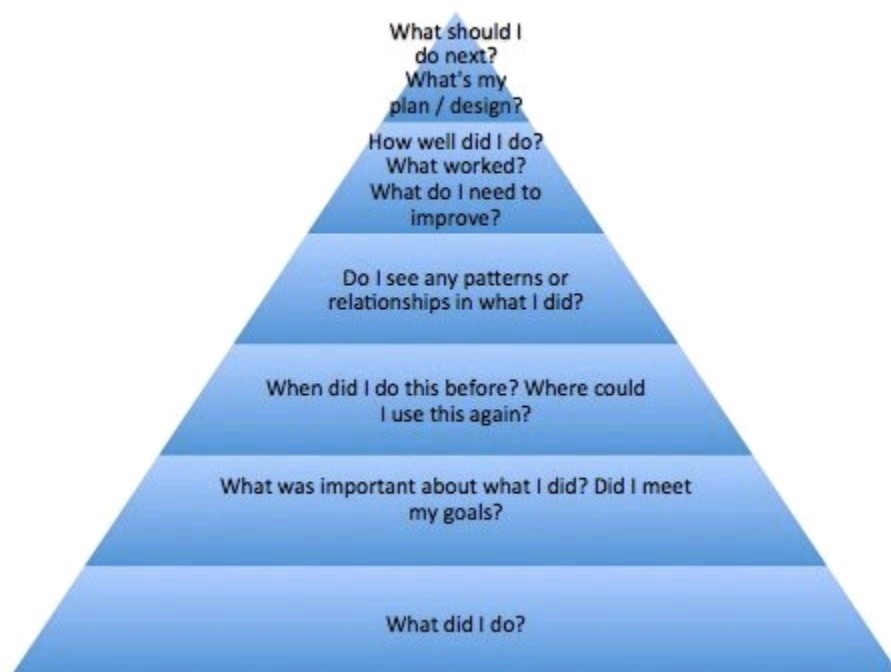 What should I
do next?
What's my
plan / design?
How well did I do?
What worked?
What do I need to
improve?
Do I see any patterns or
relationships in what I did?
When did I do this before? Where could
I use this again?
What was important about what I did? Did I meet
my goals?
What did I do?